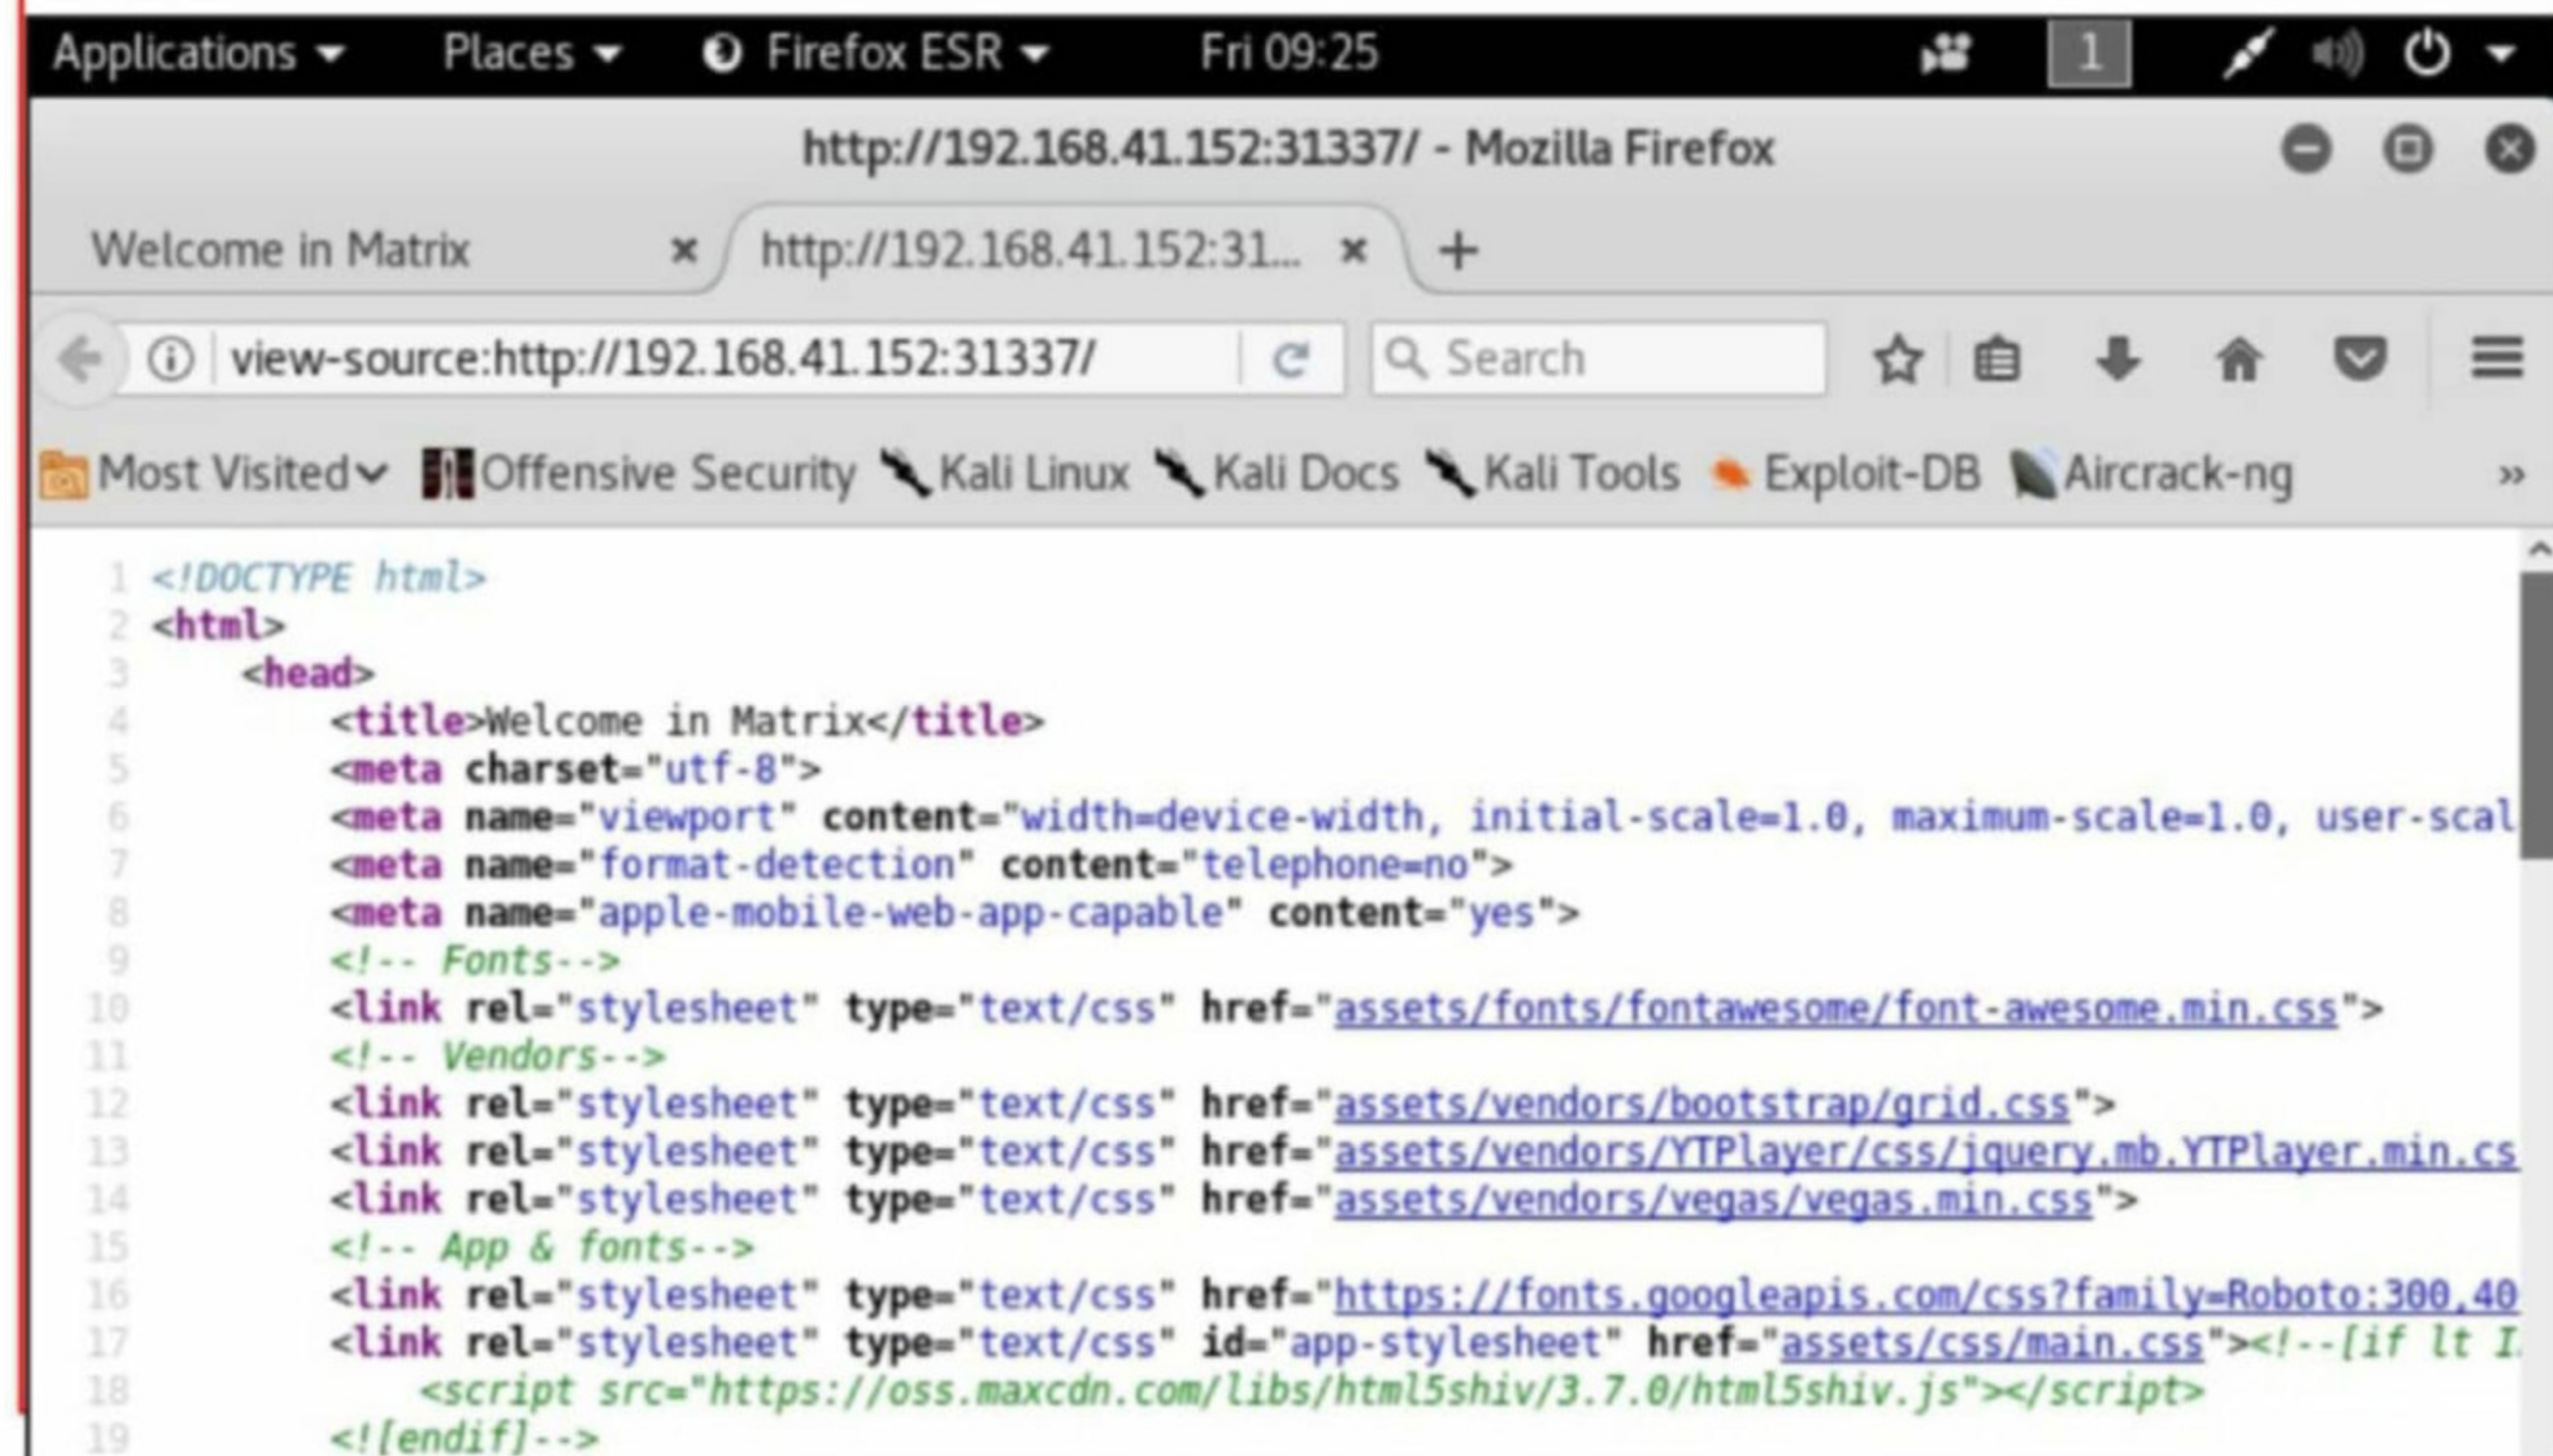 Applications Places Firefox ESR Fri 09:25 1
http://192.168.41.152:31337/ - Mozilla Firefox
Welcome in Matrix http://192.168.41.152:31...
view-source:http://192.168.41.152:31337/ Search
Most Visited Offensive Security Kali Linux Kali Docs Kali Tools Exploit-DB Aircrack-ng »
1 <!DOCTYPE html>
2 <html>
3 <head>
4 <title>Welcome in Matrix</title>
5 <meta charset="utf-8">
6 <meta name="viewport" content="width=device-width, initial-scale=1.0, maximum-scale=1.0, user-scal
7 <meta name="format-detection" content="telephone=no">
8 <meta name="apple-mobile-web-app-capable" content="yes">
9 <!-- Fonts-->
10 <link rel="stylesheet" type="text/css" href="assets/fonts/fontawesome/font-awesome.min.css">
11 <!-- Vendors-->
12 <link rel="stylesheet" type="text/css" href="assets/vendors/bootstrap/grid.css">
13 <link rel="stylesheet" type="text/css" href="assets/vendors/YTPlayer/css/jquery.mb.YTPlayer.min.cs
14 <link rel="stylesheet" type="text/css" href="assets/vendors/vegas/vegas.min.css">
15 <!-- App & fonts-->
16 <link rel="stylesheet" type="text/css" href="https://fonts.googleapis.com/css?family=Roboto:300,40
17 <link rel="stylesheet" type="text/css" id="app-stylesheet" href="assets/css/main.css"><!--[if lt I
18 <script src="https://oss.maxcdn.com/libs/html5shiv/3.7.0/html5shiv.js"></script>
19 <![endif]-->